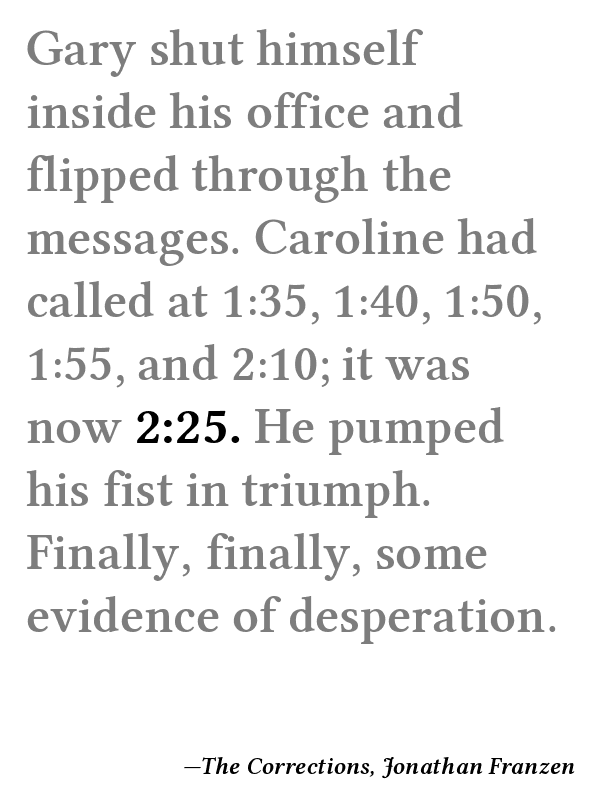 Gary shut himself
inside his office and
flipped through the
messages. Caroline had
called at 1:35, 1:40, 1:50,
1:55, and 2:10; it was
now 2:25. He pumped
his fist in triumph.
Finally, finally, some
evidence of desperation.
—The Corrections, Jonathan Franzen